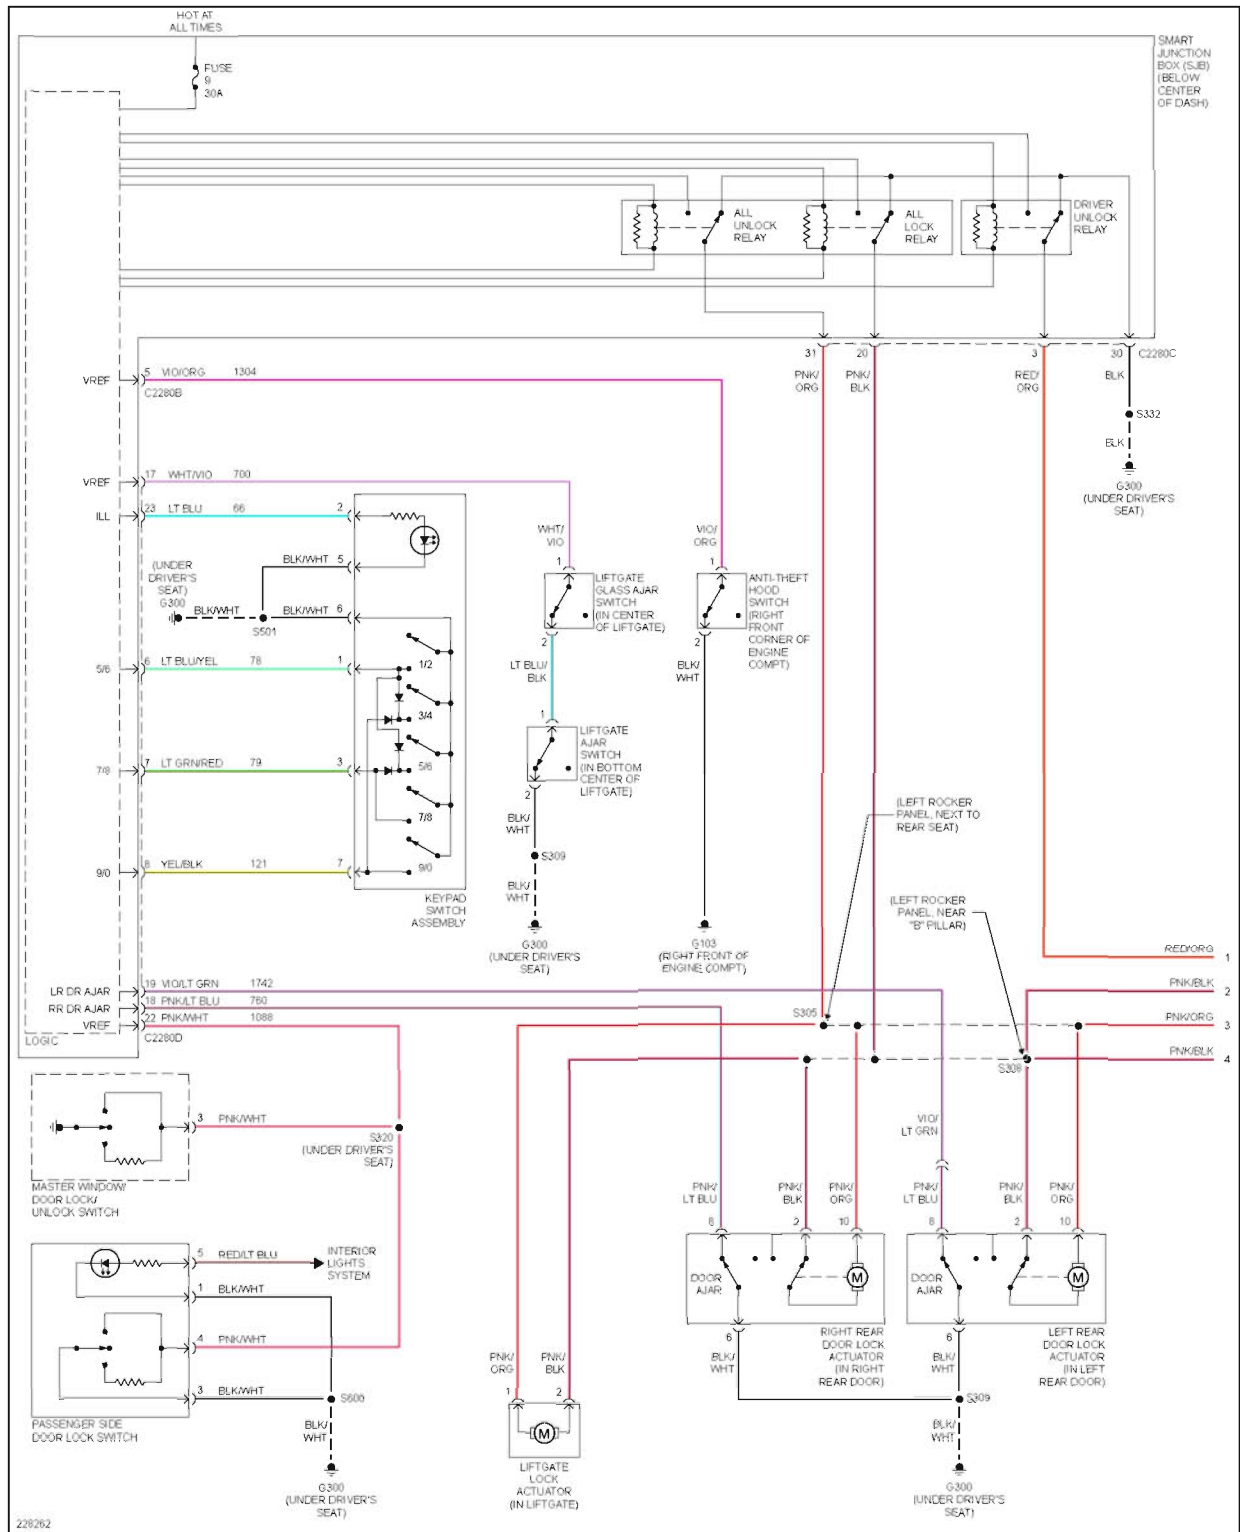 HOT AT
ALL TIMES
SMART
JUNCTION
BOX (SJB)
(BELOW
CENTER
OF DASH)
FUSE
9
30A
ALL
UNLOCK
RELAY
ALL
LOCK
RELAY
DRIVER
UNLOCK
RELAY
31
20
3
30
C2280C
PNK/
ORG
PNK/
BLK
RED/
ORG
BLK
S332
BLK
G300
(UNDER DRIVER'S
SEAT)
VREF
5 VIO/ORG 1304
C2280B
VREF
17 WHT/VIO 700
ILL
23 LT BLU 66
2
(UNDER
DRIVER'S
SEAT)
G300
BLK/WHT
S501
BLK/WHT 5
BLK/WHT 6
5/6
6 LT BLU/YEL 78 1
1/2
3/4
7/8
7 LT GRN/RED 79 3
5/6
7/8
9/0
8 YEL/BLK 121 7
9/0
KEYPAD
SWITCH
ASSEMBLY
WHT/
VIO
1
LIFTGATE
GLASS AJAR
SWITCH
(IN CENTER
OF LIFTGATE)
2
LT BLU/
BLK
1
LIFTGATE
AJAR
SWITCH
(IN BOTTOM
CENTER OF
LIFTGATE)
2
BLK/
WHT
S309
BLK/
WHT
G300
(UNDER DRIVER'S
SEAT)
VIO/
ORG
1
ANTI-THEFT
HOOD
SWITCH
(RIGHT
FRONT
CORNER OF
ENGINE
COMPT)
2
BLK/
WHT
G103
(RIGHT FRONT OF
ENGINE COMPT)
(LEFT ROCKER
PANEL, NEXT TO
REAR SEAT)
(LEFT ROCKER
PANEL, NEAR
"B" PILLAR)
RED/ORG 1
PNK/BLK 2
PNK/ORG 3
PNK/BLK 4
LR DR AJAR
19 VIO/LT GRN 1742
RR DR AJAR
18 PNK/LT BLU 760
VREF
22 PNK/WHT 1088
LOGIC
C2280D
S305
S308
3 PNK/WHT
S320
(UNDER DRIVER'S
SEAT)
MASTER WINDOW/
DOOR LOCK/
UNLOCK SWITCH
5 RED/LT BLU
INTERIOR
LIGHTS
SYSTEM
1 BLK/WHT
4 PNK/WHT
3 BLK/WHT
S600
PASSENGER SIDE
DOOR LOCK SWITCH
BLK/
WHT
G300
(UNDER DRIVER'S
SEAT)
PNK/
ORG
PNK/
BLK
1
2
M
LIFTGATE
LOCK
ACTUATOR
(IN LIFTGATE)
VIO/
LT GRN
PNK/
LT BLU
PNK/
BLK
PNK/
ORG
8
2
10
DOOR
AJAR
M
6
RIGHT REAR
DOOR LOCK
ACTUATOR
(IN RIGHT
REAR DOOR)
BLK/
WHT
PNK/
LT BLU
PNK/
BLK
PNK/
ORG
8
2
10
DOOR
AJAR
M
6
LEFT REAR
DOOR LOCK
ACTUATOR
(IN LEFT
REAR DOOR)
BLK/
WHT
S309
BLK/
WHT
G300
(UNDER DRIVER'S
SEAT)
228262